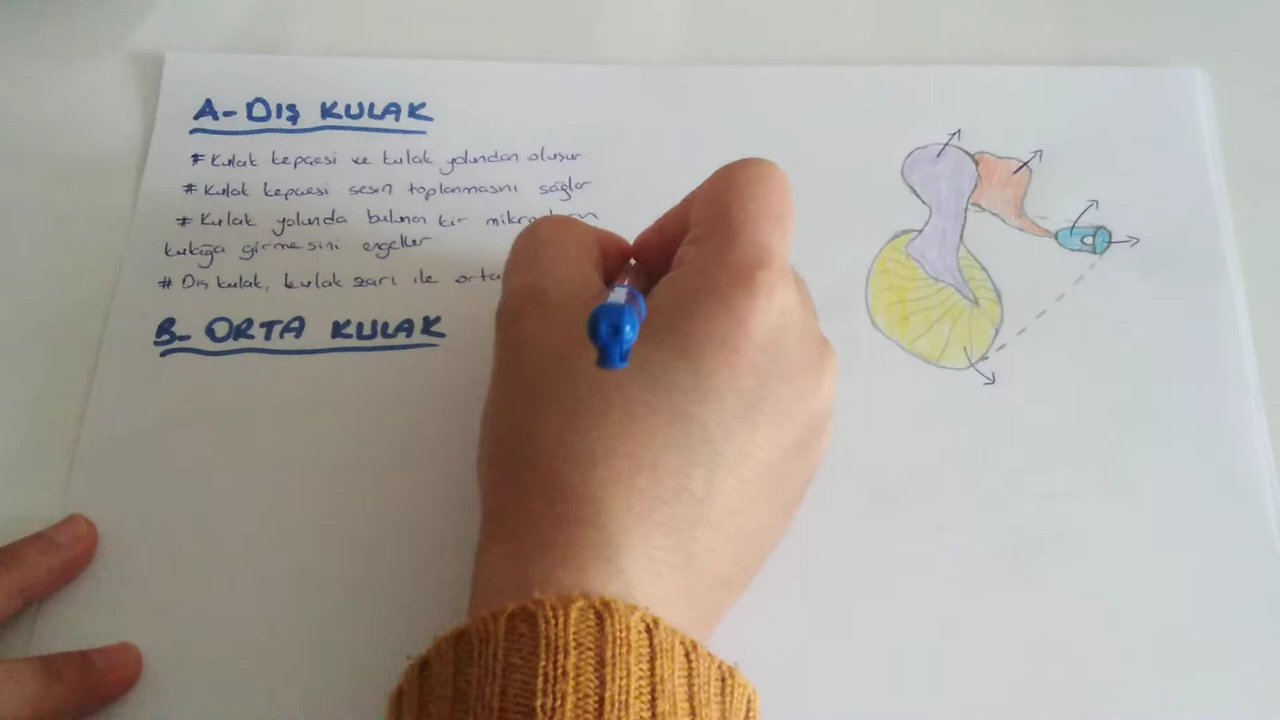 A- DIŞ KULAK
# Kulak kepçesi ve kulak yolundan oluşur
# Kulak kepçesi sesin toplanmasını sağlar
# Kulak yolunda bulunan kir
kulağa girmesini engeller
# Dış kulak, kulak zarı ile orta
B- ORTA KULAK